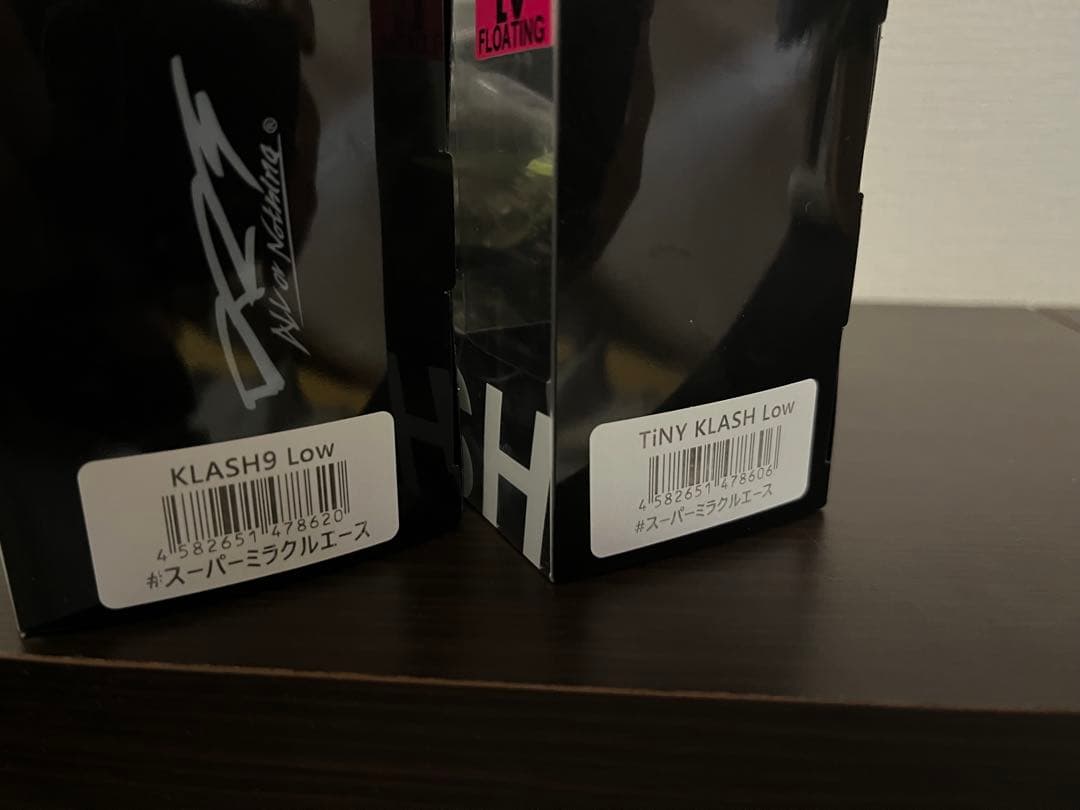 All or Nothing®
KLASH9 Low
4 582651 478620
#スーパーミラクルエース
FLOATING
SH
TiNY KLASH Low
4 582651 478606
#スーパーミラクルエース